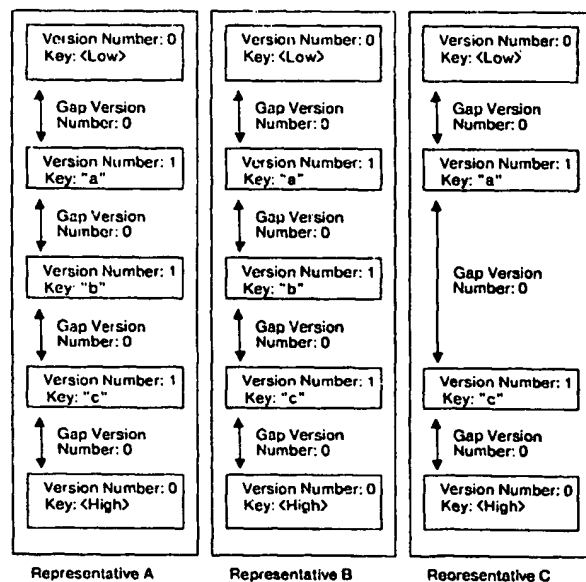 Version Number: 0
Key: <Low>
Gap Version
Number: 0
Version Number: 1
Key: "a"
Gap Version
Number: 0
Version Number: 1
Key: "b"
Gap Version
Number: 0
Version Number: 1
Key: "c"
Gap Version
Number: 0
Version Number: 0
Key: <High>
Representative A
Version Number: 0
Key: <Low>
Gap Version
Number: 0
Version Number: 1
Key: "a"
Gap Version
Number: 0
Version Number: 1
Key: "b"
Gap Version
Number: 0
Version Number: 1
Key: "c"
Gap Version
Number: 0
Version Number: 0
Key: <High>
Representative B
Version Number: 0
Key: <Low>
Gap Version
Number: 0
Version Number: 1
Key: "a"
Gap Version
Number: 0
Version Number: 1
Key: "c"
Gap Version
Number: 0
Version Number: 0
Key: <High>
Representative C